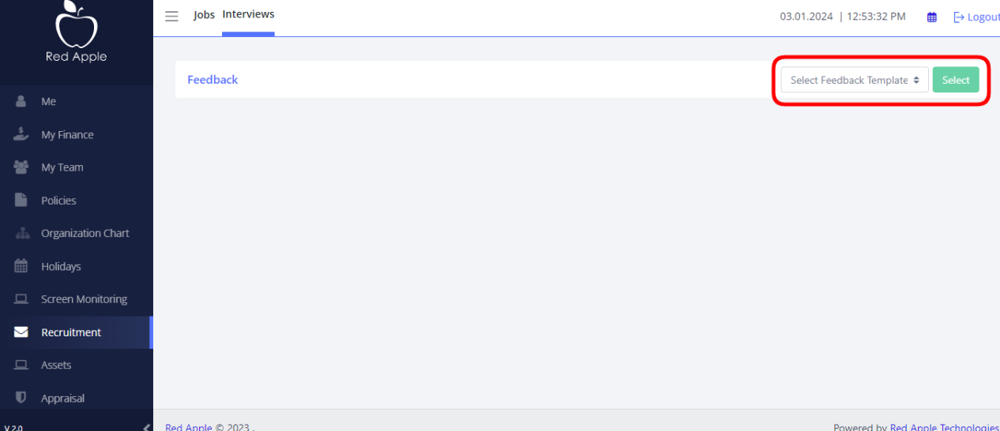 Red Apple
Me
My Finance
My Team
Policies
Organization Chart
Holidays
Screen Monitoring
Recruitment
Assets
Appraisal
V 2.0
Jobs Interviews
03.01.2024 | 12:53:32 PM
Logout
Feedback
Select Feedback Template
Select
Red Apple © 2023 .
Powered by Red Apple Technologies